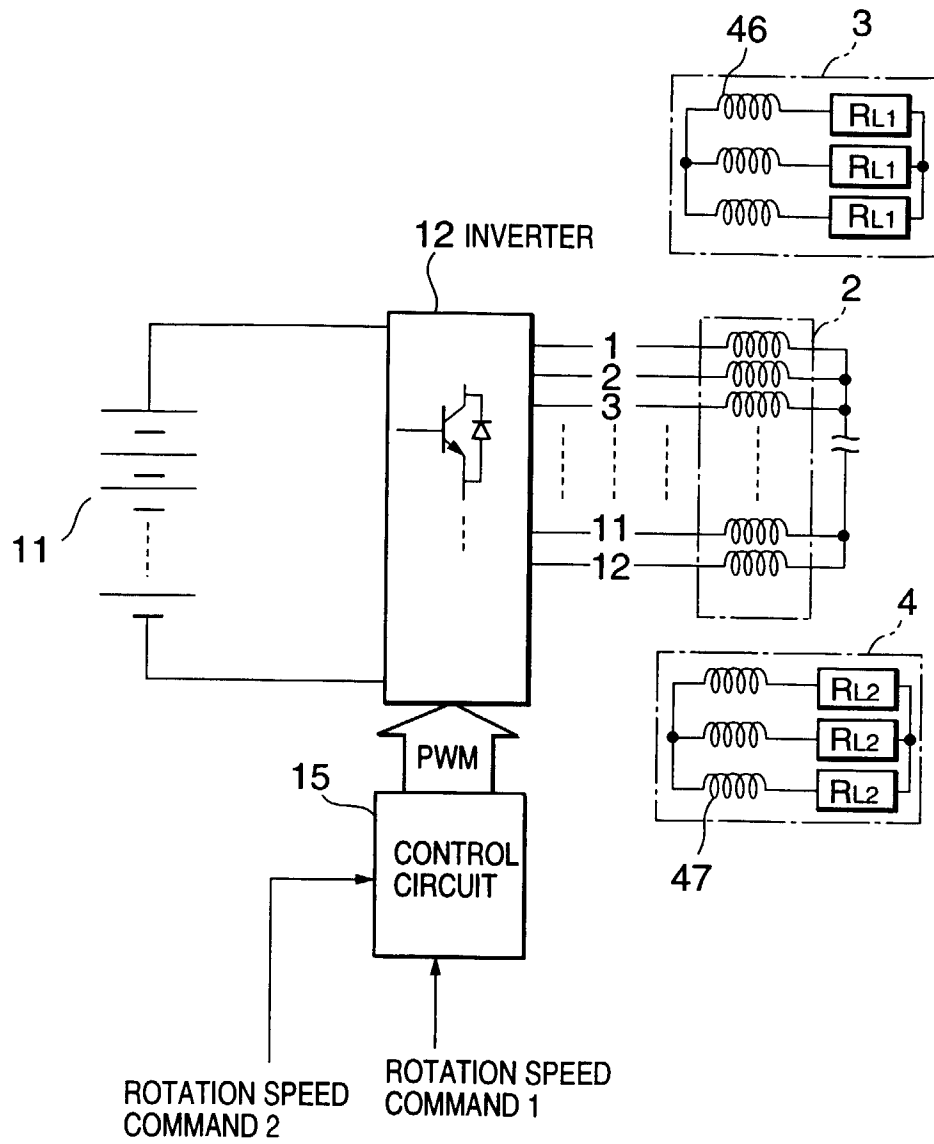 46
3
RL1
RL1
RL1
12 INVERTER
2
1
2
3
11
11
12
4
RL2
RL2
RL2
47
PWM
15
CONTROL
CIRCUIT
ROTATION SPEED
COMMAND 2
ROTATION SPEED
COMMAND 1